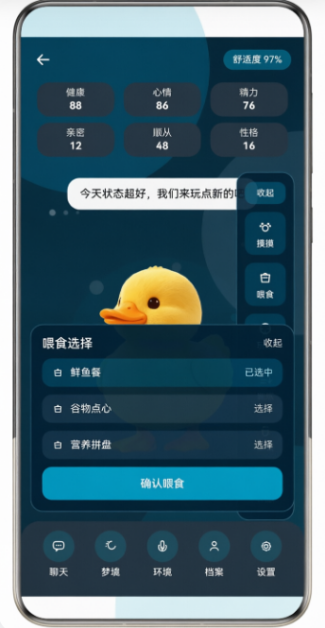 舒适度 97%
健康 心情 精力
88 86 76
亲密 顺从 性格
12 48 16
今天状态超好，我们来玩点新的
收起
摸摸
喂食
喂食选择 收起
鲜鱼餐 已选中
谷物点心 选择
营养拼盘 选择
确认喂食
聊天 梦境 环境 档案 设置